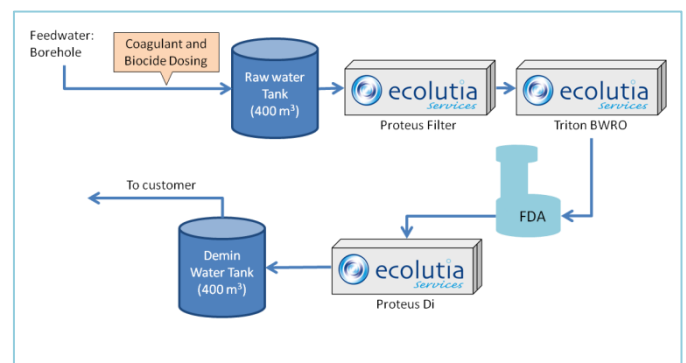 Feedwater:
Borehole
Coagulant and
Biocide Dosing
Raw water
Tank
(400 m³)
ecolutia
Services
Proteus Filter
ecolutia
Services
Triton BWRO
FDA
To customer
Demin
Water Tank
(400 m³)
ecolutia
Services
Proteus Di